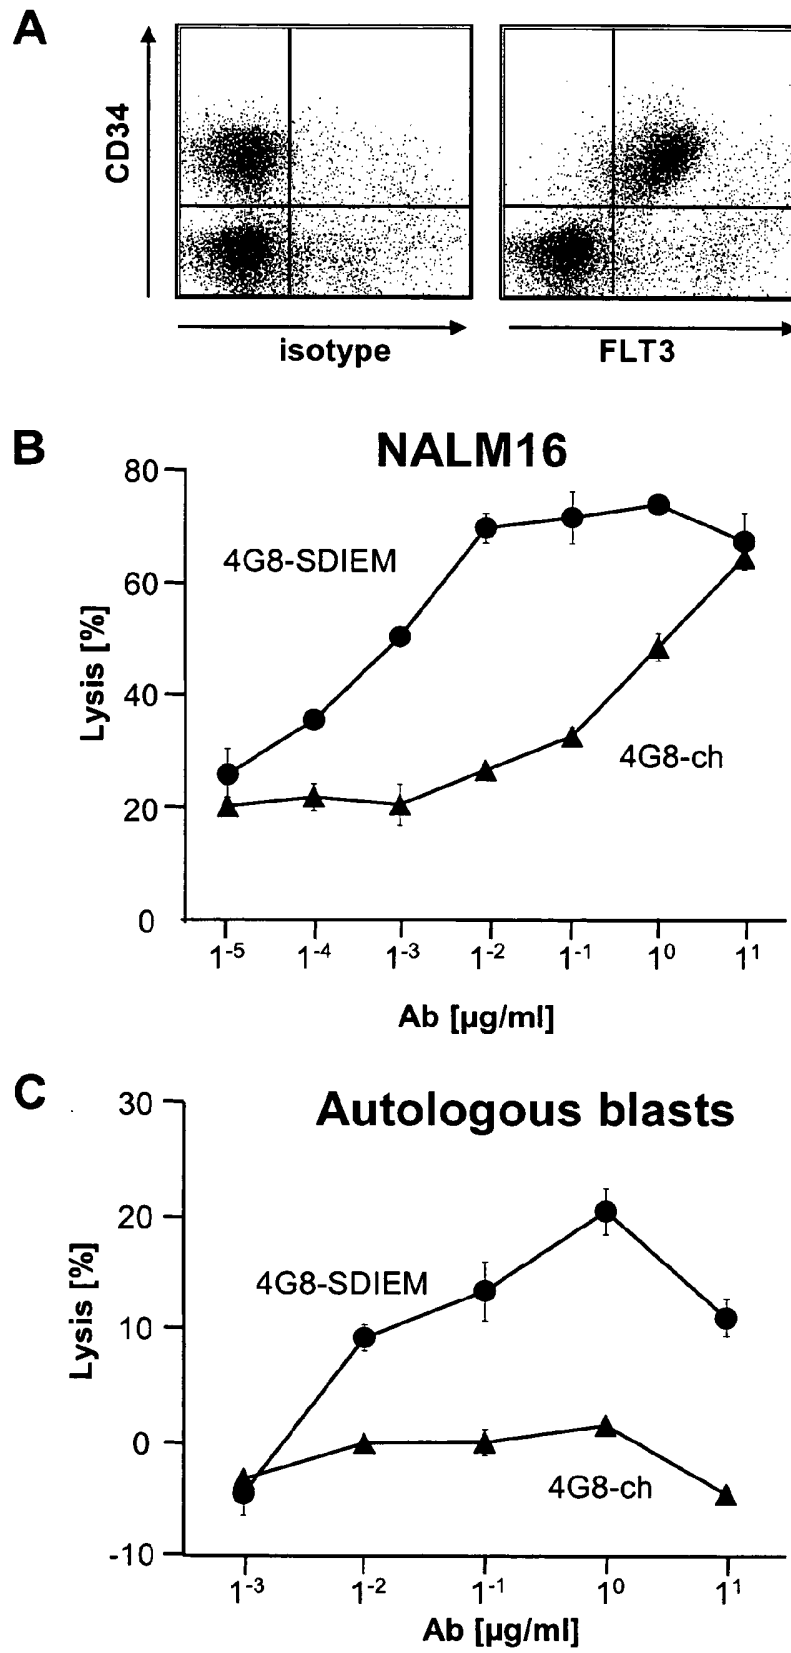 A
CD34
isotype
FLT3
B
NALM16
80
60
40
20
0
Lysis [%]
4G8-SDIEM
4G8-ch
1-5 1-4 1-3 1-2 1-1 10 11
Ab [µg/ml]
C
Autologous blasts
30
20
10
0
-10
Lysis [%]
4G8-SDIEM
4G8-ch
1-3 1-2 1-1 10 11
Ab [µg/ml]